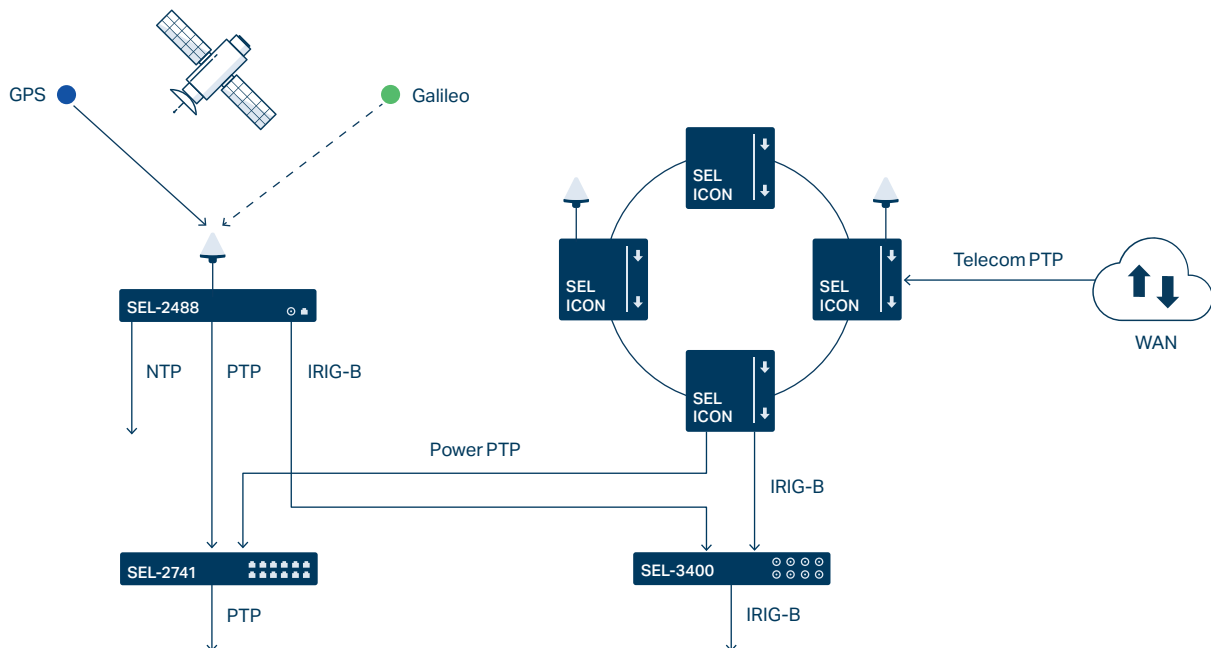 GPS
Galileo
SEL
ICON
SEL
ICON
SEL
ICON
Telecom PTP
WAN
SEL-2488
NTP
PTP
IRIG-B
SEL
ICON
Power PTP
IRIG-B
SEL-2741
SEL-3400
PTP
IRIG-B